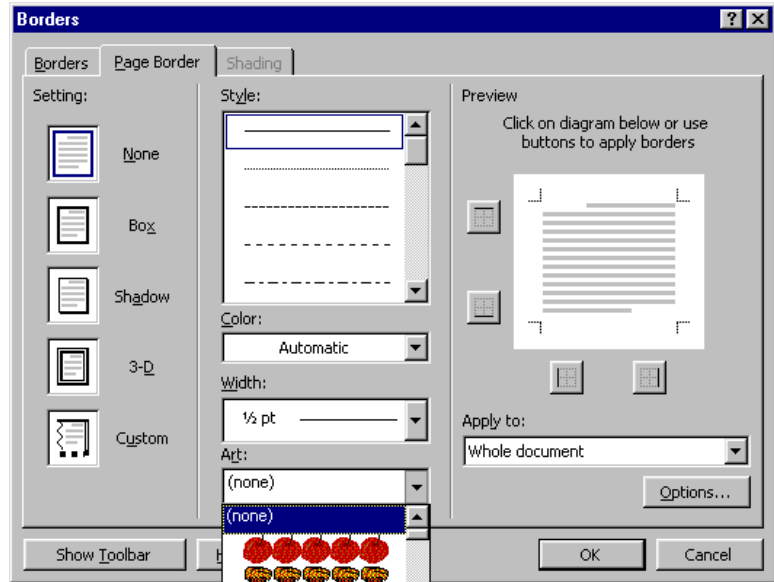 Borders
Borders
Page Border
Shading
Setting:
None
Box
Shadow
3-D
Custom
Style:
Color:
Automatic
Width:
½ pt
Art:
(none)
(none)
Preview
Click on diagram below or use
buttons to apply borders
Apply to:
Whole document
Options...
Show Toolbar
OK
Cancel